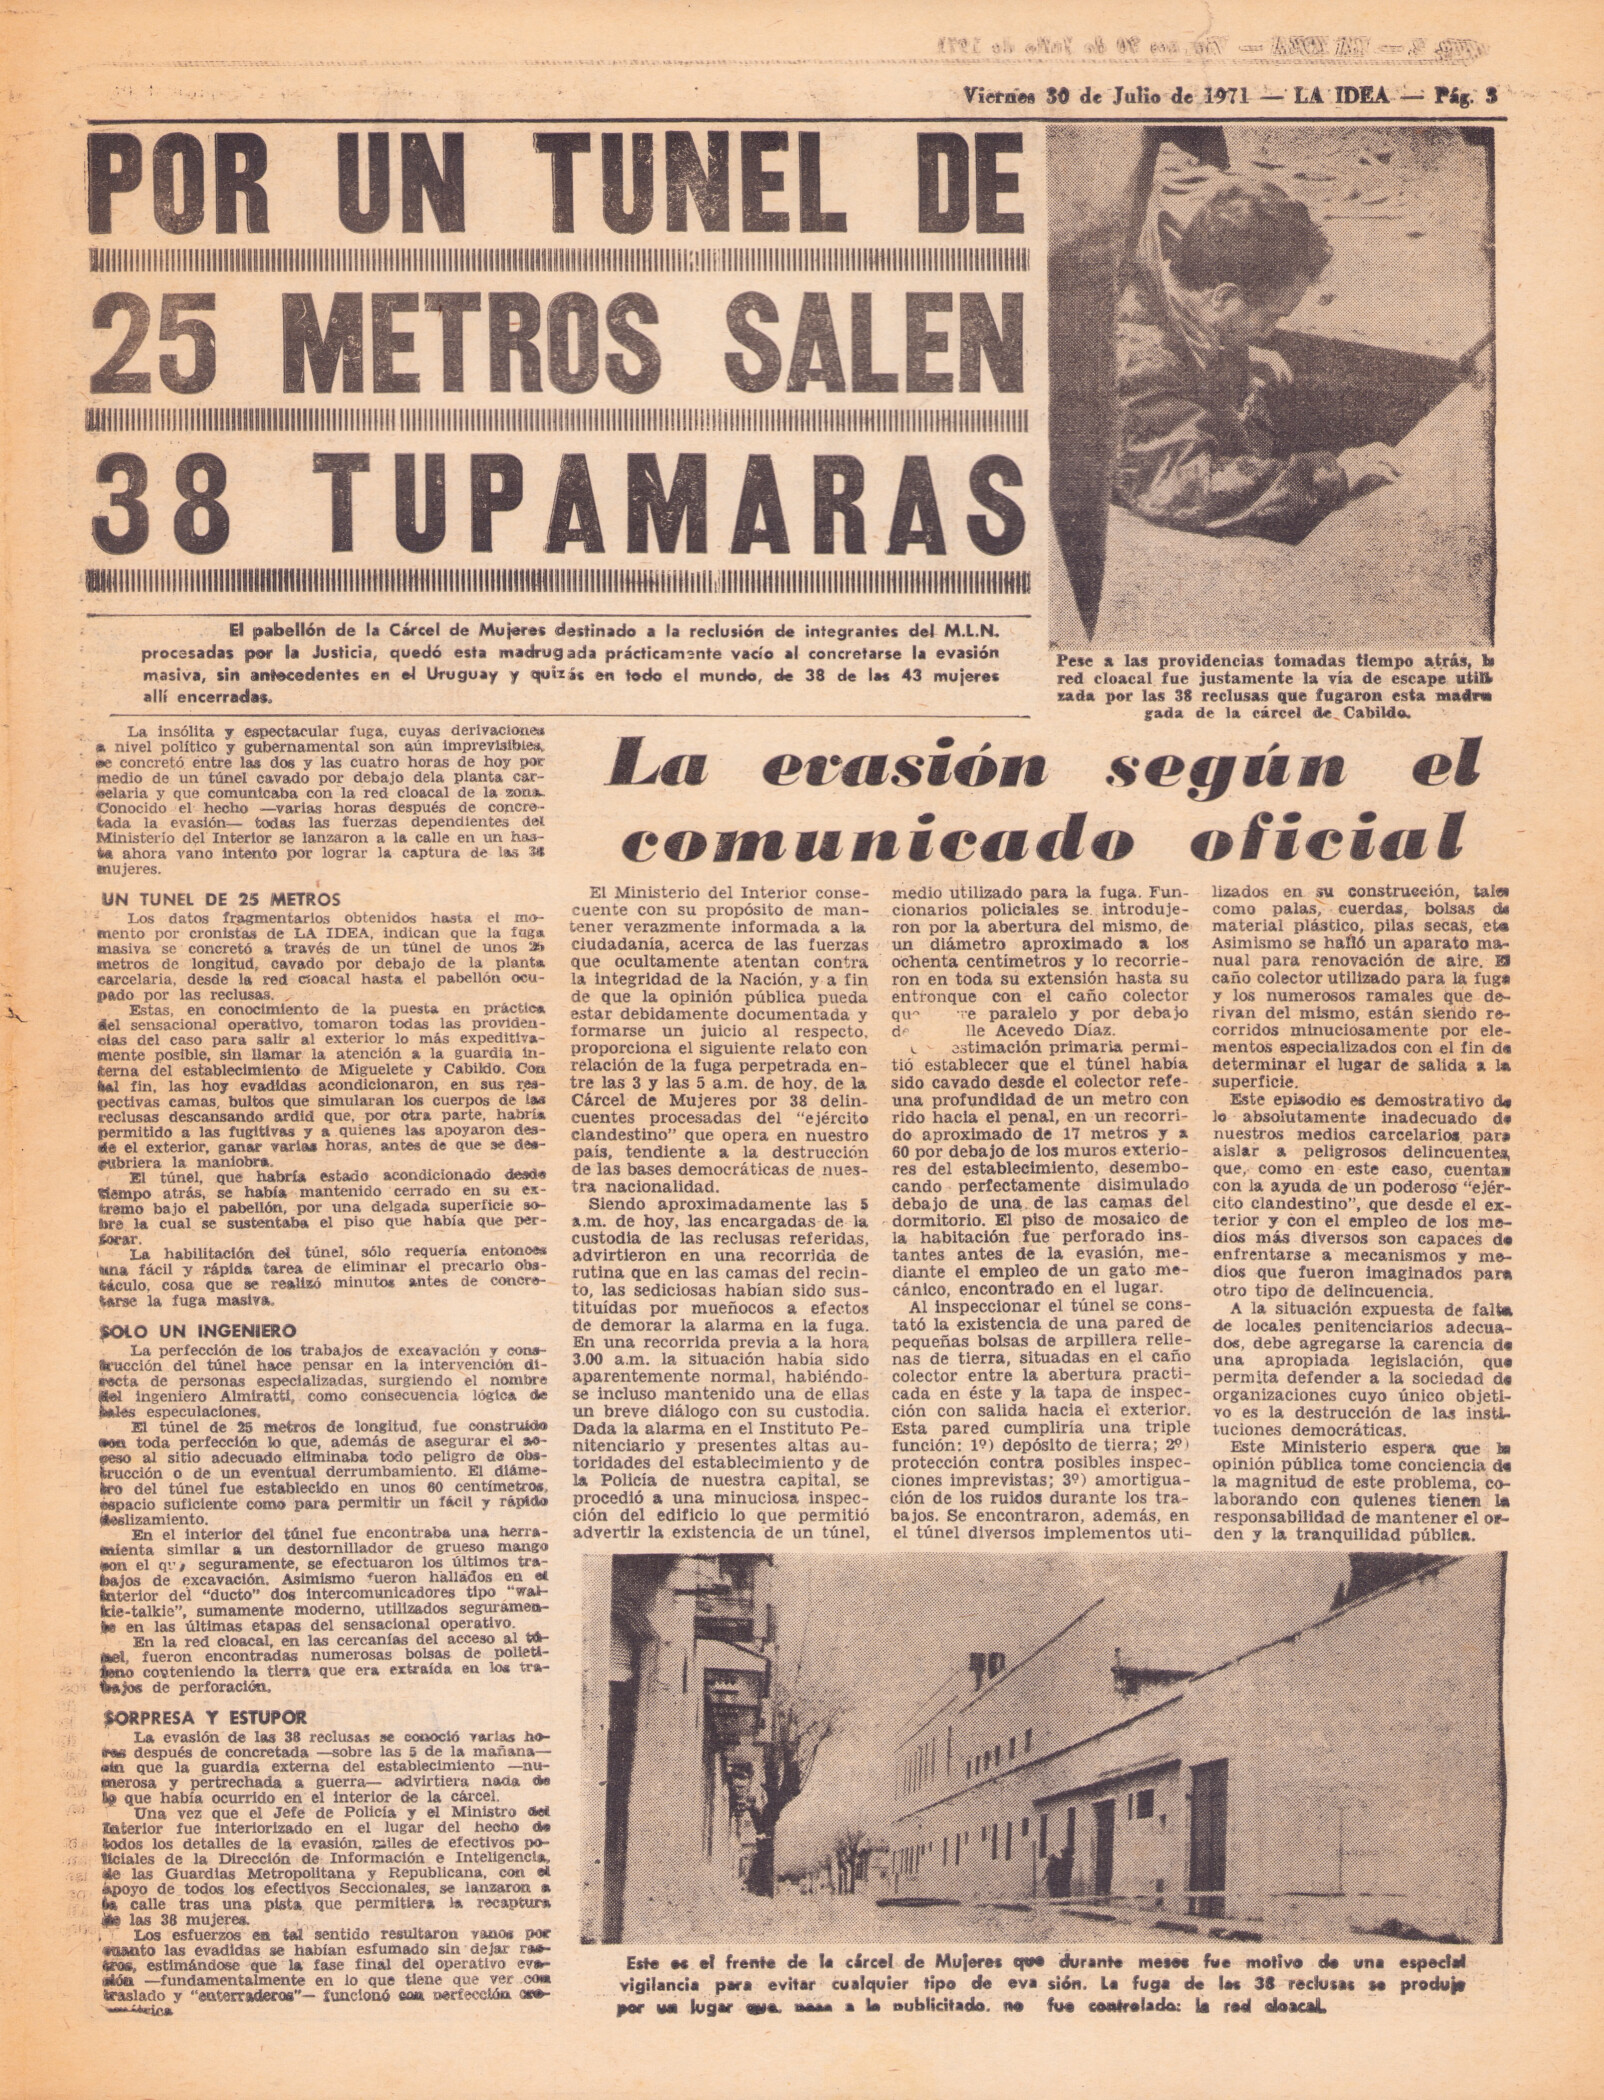 Viernes 30 de Julio de 1971 — LA IDEA — Pág. 3
POR UN TUNEL DE
25 METROS SALEN
38 TUPAMARAS
El pabellón de la Cárcel de Mujeres destinado a la reclusión de integrantes del M.L.N.
procesadas por la Justicia, quedó esta madrugada prácticamente vacío al concretarse la evasión
masiva, sin antecedentes en el Uruguay y quizás en todo el mundo, de 38 de las 43 mujeres
allí encerradas.
Pese a las providencias tomadas tiempo atrás, la
red cloacal fue justamente la vía de escape utili
zada por las 38 reclusas que fugaron esta madru
gada de la cárcel de Cabildo.
La insólita y espectacular fuga, cuyas derivaciones
a nivel político y gubernamental son aún imprevisibles,
se concretó entre las dos y las cuatro horas de hoy por
medio de un túnel cavado por debajo dela planta car-
celaria y que comunicaba con la red cloacal de la zona.
Conocido el hecho —varias horas después de concre-
tada la evasión— todas las fuerzas dependientes del
Ministerio del Interior se lanzaron a la calle en un has-
ta ahora vano intento por lograr la captura de las 38
mujeres.
UN TUNEL DE 25 METROS
Los datos fragmentarios obtenidos hasta el mo-
mento por cronistas de LA IDEA, indican que la fuga
masiva se concretó a través de un túnel de unos 25
metros de longitud, cavado por debajo de la planta
carcelaria, desde la red cloacal hasta el pabellón ocu-
pado por las reclusas.
Estas, en conocimiento de la puesta en práctica
del sensacional operativo, tomaron todas las providen-
cias del caso para salir al exterior lo más expeditiva-
mente posible, sin llamar la atención a la guardia in-
terna del establecimiento de Miguelete y Cabildo. Con
tal fin, las hoy evadidas acondicionaron, en sus res-
pectivas camas, bultos que simularan los cuerpos de las
reclusas descansando ardid que, por otra parte, habría
permitido a las fugitivas y a quienes las apoyaron des-
de el exterior, ganar varias horas, antes de que se des-
cubriera la maniobra.
El túnel, que habría estado acondicionado desde
tiempo atrás, se había mantenido cerrado en su ex-
tremo bajo el pabellón, por una delgada superficie so-
bre la cual se sustentaba el piso que había que per-
forar.
La habilitación del túnel, sólo requería entonces
una fácil y rápida tarea de eliminar el precario obs-
táculo, cosa que se realizó minutos antes de concre-
tarse la fuga masiva.
SOLO UN INGENIERO
La perfección de los trabajos de excavación y cons-
trucción del túnel hace pensar en la intervención di-
recta de personas especializadas, surgiendo el nombre
del ingeniero Almiratti, como consecuencia lógica de
tales especulaciones.
El túnel de 25 metros de longitud, fue construído
con toda perfección lo que, además de asegurar el ac-
ceso al sitio adecuado eliminaba todo peligro de obs-
trucción o de un eventual derrumbamiento. El diáme-
tro del túnel fue establecido en unos 60 centímetros,
espacio suficiente como para permitir un fácil y rápido
deslizamiento.
En el interior del túnel fue encontraba una herra-
mienta similar a un destornillador de grueso mango
con el seguramente, se efectuaron los últimos tra-
bajos de excavación. Asimismo fueron hallados en el
interior del "ducto" dos intercomunicadores tipo "wal-
kie-talkie", sumamente moderno, utilizados seguramen-
te en las últimas etapas del sensacional operativo.
En la red cloacal, en las cercanías del acceso al tú-
nel, fueron encontradas numerosas bolsas de polieti-
leno conteniendo la tierra que era extraída en los tra-
bajos de perforación.
SORPRESA Y ESTUPOR
La evasión de las 38 reclusas se conoció varias ho-
ras después de concretada —sobre las 5 de la mañana—
sin que la guardia externa del establecimiento —nu-
merosa y pertrechada a guerra— advirtiera nada de
lo que había ocurrido en el interior de la cárcel.
Una vez que el Jefe de Policía y el Ministro del
Interior fue interiorizado en el lugar del hecho de
todos los detalles de la evasión, miles de efectivos po-
liciales de la Dirección de Información e Inteligencia,
de las Guardias Metropolitana y Republicana, con el
apoyo de todos los efectivos Seccionales, se lanzaron a
la calle tras una pista que permitiera la recaptura
de las 38 mujeres.
Los esfuerzos en tal sentido resultaron vanos por
cuanto las evadidas se habían esfumado sin dejar ras-
tros, estimándose que la fase final del operativo eva-
sión —fundamentalmente en lo que tiene que ver con
traslado y "enterraderos"— funcionó con perfección cro-
La evasión según el
comunicado oficial
El Ministerio del Interior conse-
cuente con su propósito de man-
tener verazmente informada a la
ciudadanía, acerca de las fuerzas
que ocultamente atentan contra
la integridad de la Nación, y a fin
de que la opinión pública pueda
estar debidamente documentada y
formarse un juicio al respecto,
proporciona el siguiente relato con
relación de la fuga perpetrada en-
tre las 3 y las 5 a.m. de hoy, de la
Cárcel de Mujeres por 38 delin-
cuentes procesadas del "ejército
clandestino" que opera en nuestro
país, tendiente a la destrucción
de las bases democráticas de nues-
tra nacionalidad.
Siendo aproximadamente las 5
a.m. de hoy, las encargadas de la
custodia de las reclusas referidas,
advirtieron en una recorrida de
rutina que en las camas del recin-
to, las sediciosas habían sido sus-
tituídas por mueñocos a efectos
de demorar la alarma en la fuga.
En una recorrida previa a la hora
3.00 a.m. la situación había sido
aparentemente normal, habiéndo-
se incluso mantenido una de ellas
un breve diálogo con su custodia.
Dada la alarma en el Instituto Pe-
nitenciario y presentes altas au-
toridades del establecimiento y de
la Policía de nuestra capital, se
procedió a una minuciosa inspec-
ción del edificio lo que permitió
advertir la existencia de un túnel,
medio utilizado para la fuga. Fun-
cionarios policiales se introduje-
ron por la abertura del mismo, de
un diámetro aproximado a los
ochenta centímetros y lo recorrie-
ron en toda su extensión hasta su
entronque con el caño colector
paralelo y por debajo
Acevedo Díaz.
estimación primaria permi-
tió establecer que el túnel había
sido cavado desde el colector refe-
una profundidad de un metro con
rido hacia el penal, en un recorri-
do aproximado de 17 metros y a
60 por debajo de los muros exterio-
res del establecimiento, desembo-
cando perfectamente disimulado
debajo de una de las camas del
dormitorio. El piso de mosaico de
la habitación fue perforado ins-
tantes antes de la evasión, me-
diante el empleo de un gato me-
cánico, encontrado en el lugar.
Al inspeccionar el túnel se cons-
tató la existencia de una pared de
pequeñas bolsas de arpillera relle-
nas de tierra, situadas en el caño
colector entre la abertura practi-
cada en éste y la tapa de inspec-
ción con salida hacia el exterior.
Esta pared cumpliría una triple
función: 1º) depósito de tierra; 2º)
protección contra posibles inspec-
ciones imprevistas; 3º) amortigua-
ción de los ruidos durante los tra-
bajos. Se encontraron, además, en
el túnel diversos implementos uti-
lizados en su construcción, tales
como palas, cuerdas, bolsas de
material plástico, pilas secas, etc.
Asimismo se halló un aparato ma-
nual para renovación de aire. El
caño colector utilizado para la fuga
y los numerosos ramales que de-
rivan del mismo, están siendo re-
corridos minuciosamente por ele-
mentos especializados con el fin de
determinar el lugar de salida a la
superficie.
Este episodio es demostrativo de
lo absolutamente inadecuado de
nuestros medios carcelarios para
aislar a peligrosos delincuentes,
que, como en este caso, cuentan
con la ayuda de un poderoso "ejér-
cito clandestino", que desde el ex-
terior y con el empleo de los me-
dios más diversos son capaces de
enfrentarse a mecanismos y me-
dios que fueron imaginados para
otro tipo de delincuencia.
A la situación expuesta de falta
de locales penitenciarios adecua-
dos, debe agregarse la carencia de
una apropiada legislación, que
permita defender a la sociedad de
organizaciones cuyo único objeti-
vo es la destrucción de las insti-
tuciones democráticas.
Este Ministerio espera que la
opinión pública tome conciencia de
la magnitud de este problema, co-
laborando con quienes tienen la
responsabilidad de mantener el or-
den y la tranquilidad pública.
Este es el frente de la cárcel de Mujeres que durante meses fue motivo de una especial
vigilancia para evitar cualquier tipo de eva sión. La fuga de las 38 reclusas se produjo
por un lugar que, pese a lo publicitado, no fue controlado: la red cloacal.